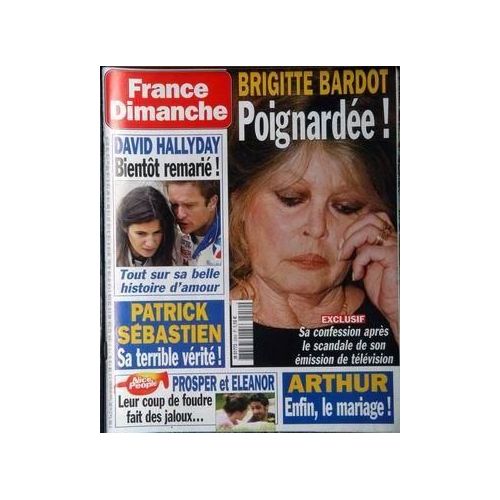 France
Dimanche
BRIGITTE BARDOT
Poignardée !
DAVID HALLYDAY
Bientôt remarié !
Tout sur sa belle
histoire d'amour
PATRICK
SÉBASTIEN
Sa terrible vérité !
EXCLUSIF
Sa confession après
le scandale de son
émission de télévision
Nice
People
PROSPER et ELEANOR
Leur coup de foudre
fait des jaloux...
ARTHUR
Enfin, le mariage !